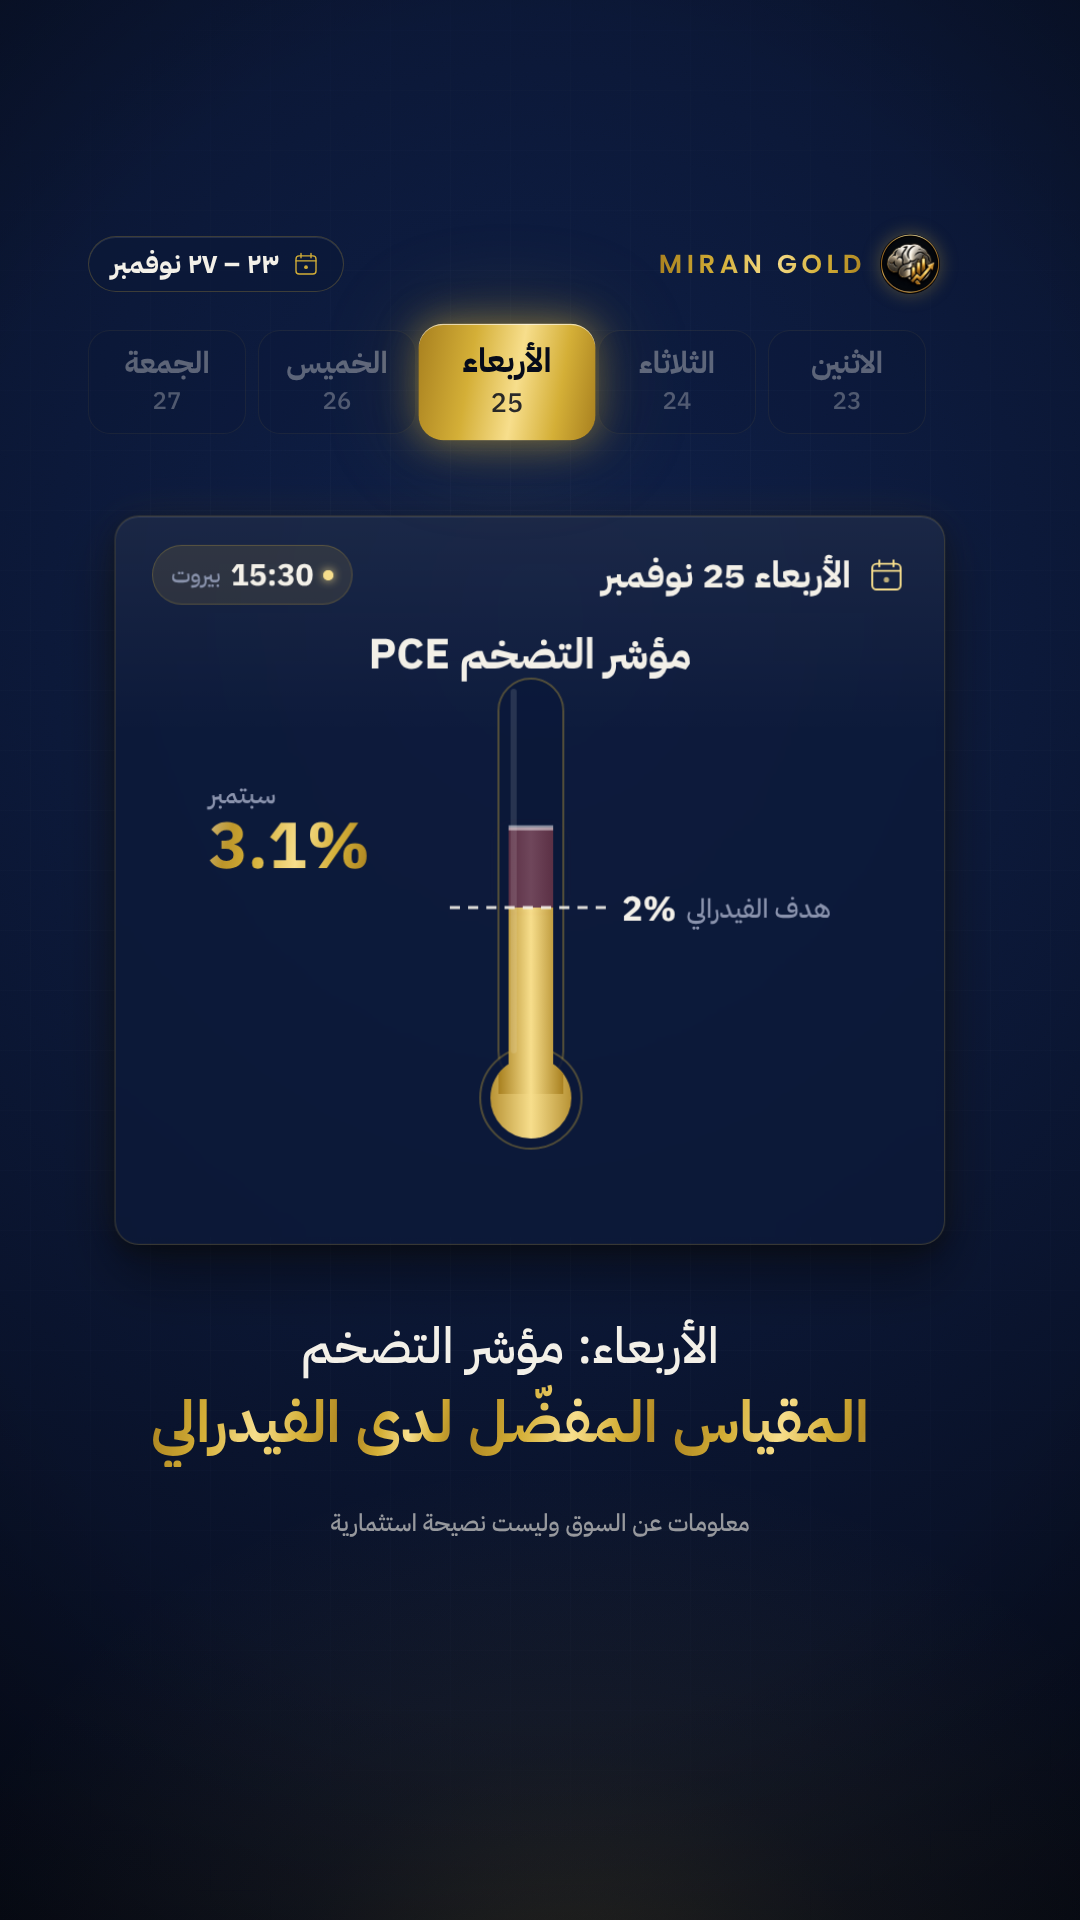 MIRAN GOLD
٢٣ – ٢٧ نوفمبر
الاثنين
23
الثلاثاء
24
الأربعاء
25
الخميس
26
الجمعة
27
الأربعاء 25 نوفمبر
15:30 بيروت
مؤشر التضخم PCE
سبتمبر
3.1%
هدف الفيدرالي 2%
الأربعاء: مؤشر التضخم
المقياس المفضّل لدى الفيدرالي
معلومات عن السوق وليست نصيحة استثمارية